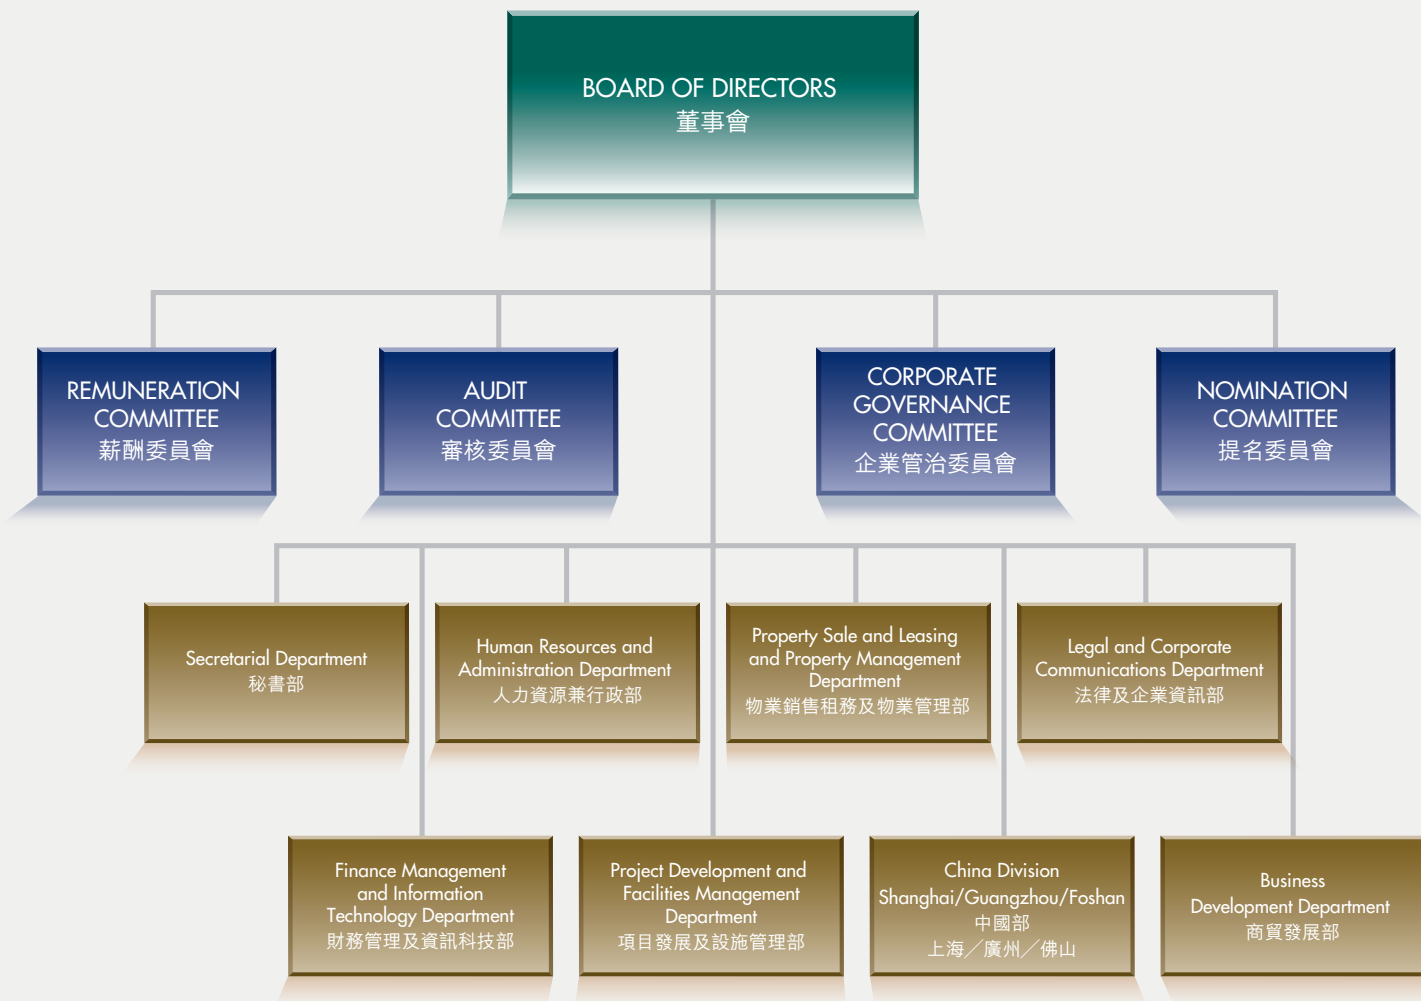 BOARD OF DIRECTORS
董事會
REMUNERATION
COMMITTEE
薪酬委員會
AUDIT
COMMITTEE
審核委員會
CORPORATE
GOVERNANCE
COMMITTEE
企業管治委員會
NOMINATION
COMMITTEE
提名委員會
Secretarial Department
秘書部
Human Resources and
Administration Department
人力資源兼行政部
Property Sale and Leasing
and Property Management
Department
物業銷售租務及物業管理部
Legal and Corporate
Communications Department
法律及企業資訊部
Finance Management
and Information
Technology Department
財務管理及資訊科技部
Project Development and
Facilities Management
Department
項目發展及設施管理部
China Division
Shanghai/Guangzhou/Foshan
中國部
上海╱廣州╱佛山
Business
Development Department
商貿發展部